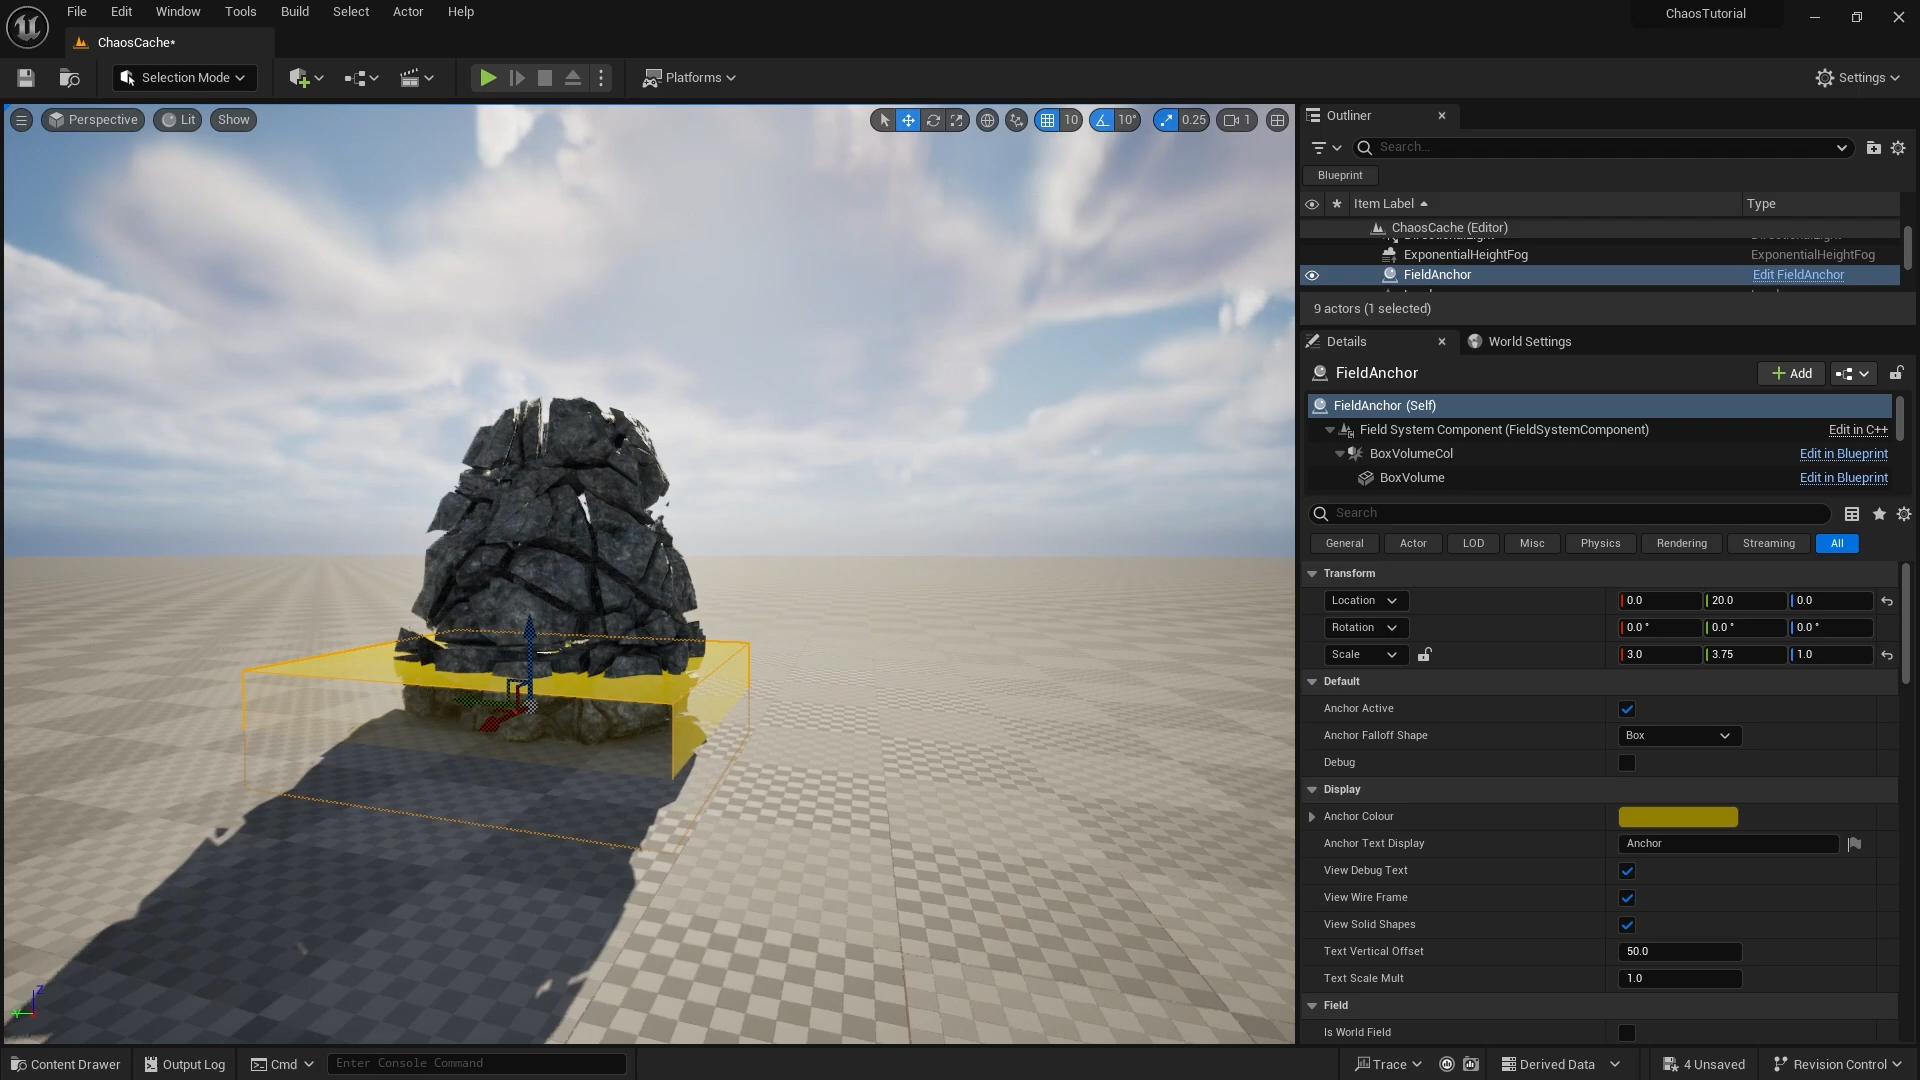 File Edit Window Tools Build Select Actor Help
ChaosTutorial
ChaosCache*
Selection Mode
Platforms
Settings
Perspective
Lit
Show
10
10°
0.25
1
Outliner
Search...
Blueprint
Item Label
Type
ChaosCache (Editor)
DirectionalLight DirectionalLight
ExponentialHeightFog ExponentialHeightFog
FieldAnchor Edit FieldAnchor
9 actors (1 selected)
Details
World Settings
FieldAnchor
Add
FieldAnchor (Self)
Field System Component (FieldSystemComponent) Edit in C++
BoxVolumeCol Edit in Blueprint
BoxVolume Edit in Blueprint
Search
General Actor LOD Misc Physics Rendering Streaming All
Transform
Location 0.0 20.0 0.0
Rotation 0.0 ° 0.0 ° 0.0 °
Scale 3.0 3.75 1.0
Default
Anchor Active
Anchor Falloff Shape Box
Debug
Display
Anchor Colour
Anchor Text Display Anchor
View Debug Text
View Wire Frame
View Solid Shapes
Text Vertical Offset 50.0
Text Scale Mult 1.0
Field
Is World Field
Z
Y
Content Drawer
Output Log
Cmd
Enter Console Command
Trace
Derived Data
4 Unsaved
Revision Control